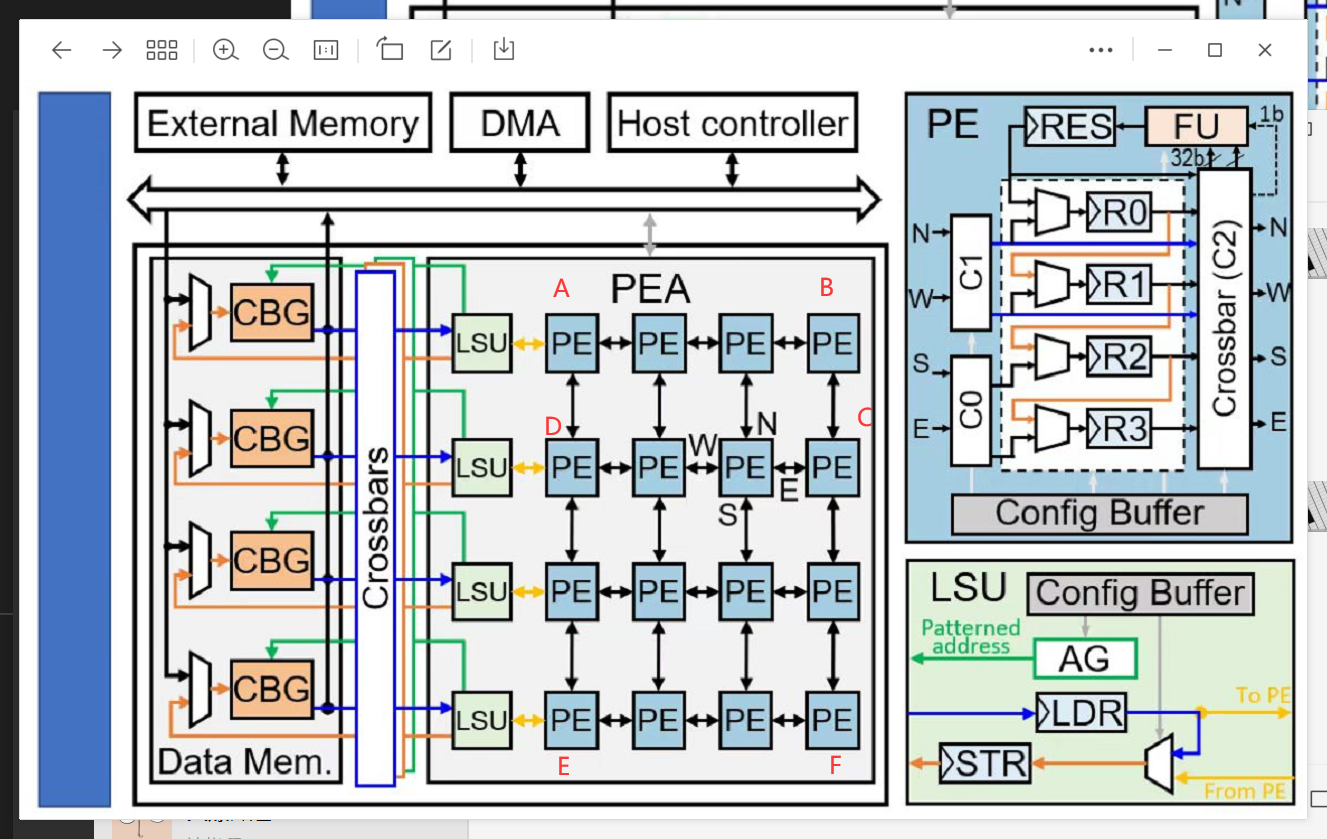 N
External Memory
DMA
Host controller
PEA
A
B
CBG
LSU
PE
PE
PE
PE
D
C
N
W
CBG
LSU
PE
PE
PE
PE
E
S
Crossbars
CBG
LSU
PE
PE
PE
PE
CBG
LSU
PE
PE
PE
PE
Data Mem.
E
F
PE
RES
FU
1b
32b
R0
N
C1
N
R1
W
W
Crossbar (C2)
R2
S
S
C0
R3
E
E
Config Buffer
LSU
Config Buffer
Patterned
address
AG
To PE
LDR
STR
From PE